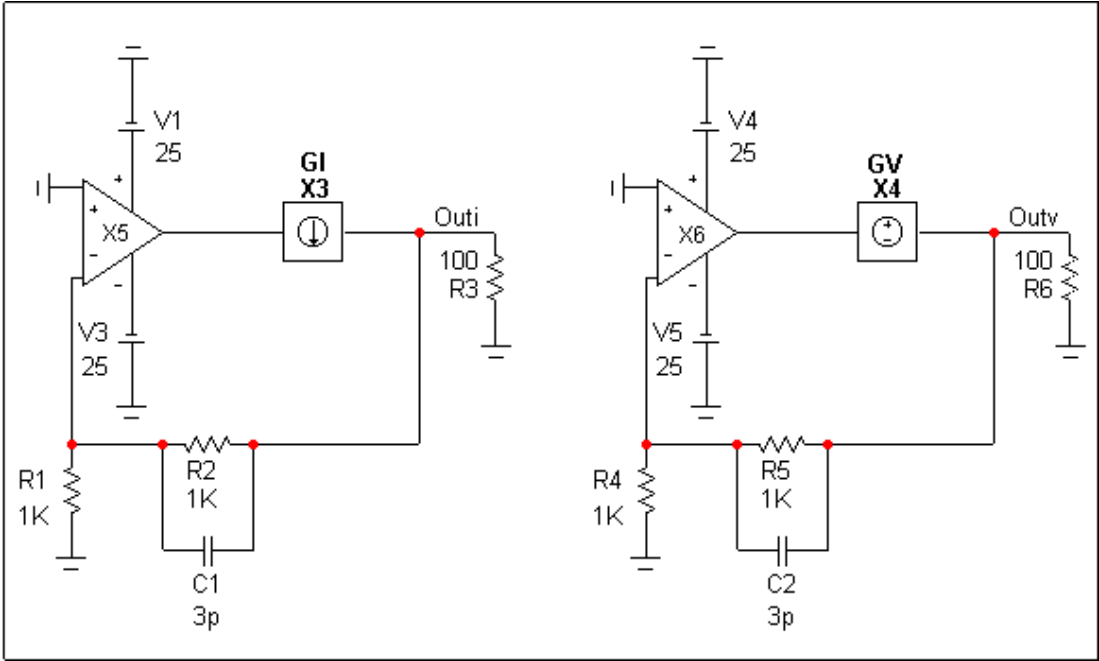 V1
25
GI
X3
+
+
X5
-
-
Outi
100
R3
V3
25
R1
1K
R2
1K
C1
3p
V4
25
GV
X4
+
+
X6
-
-
Outv
100
R6
V5
25
R4
1K
R5
1K
C2
3p